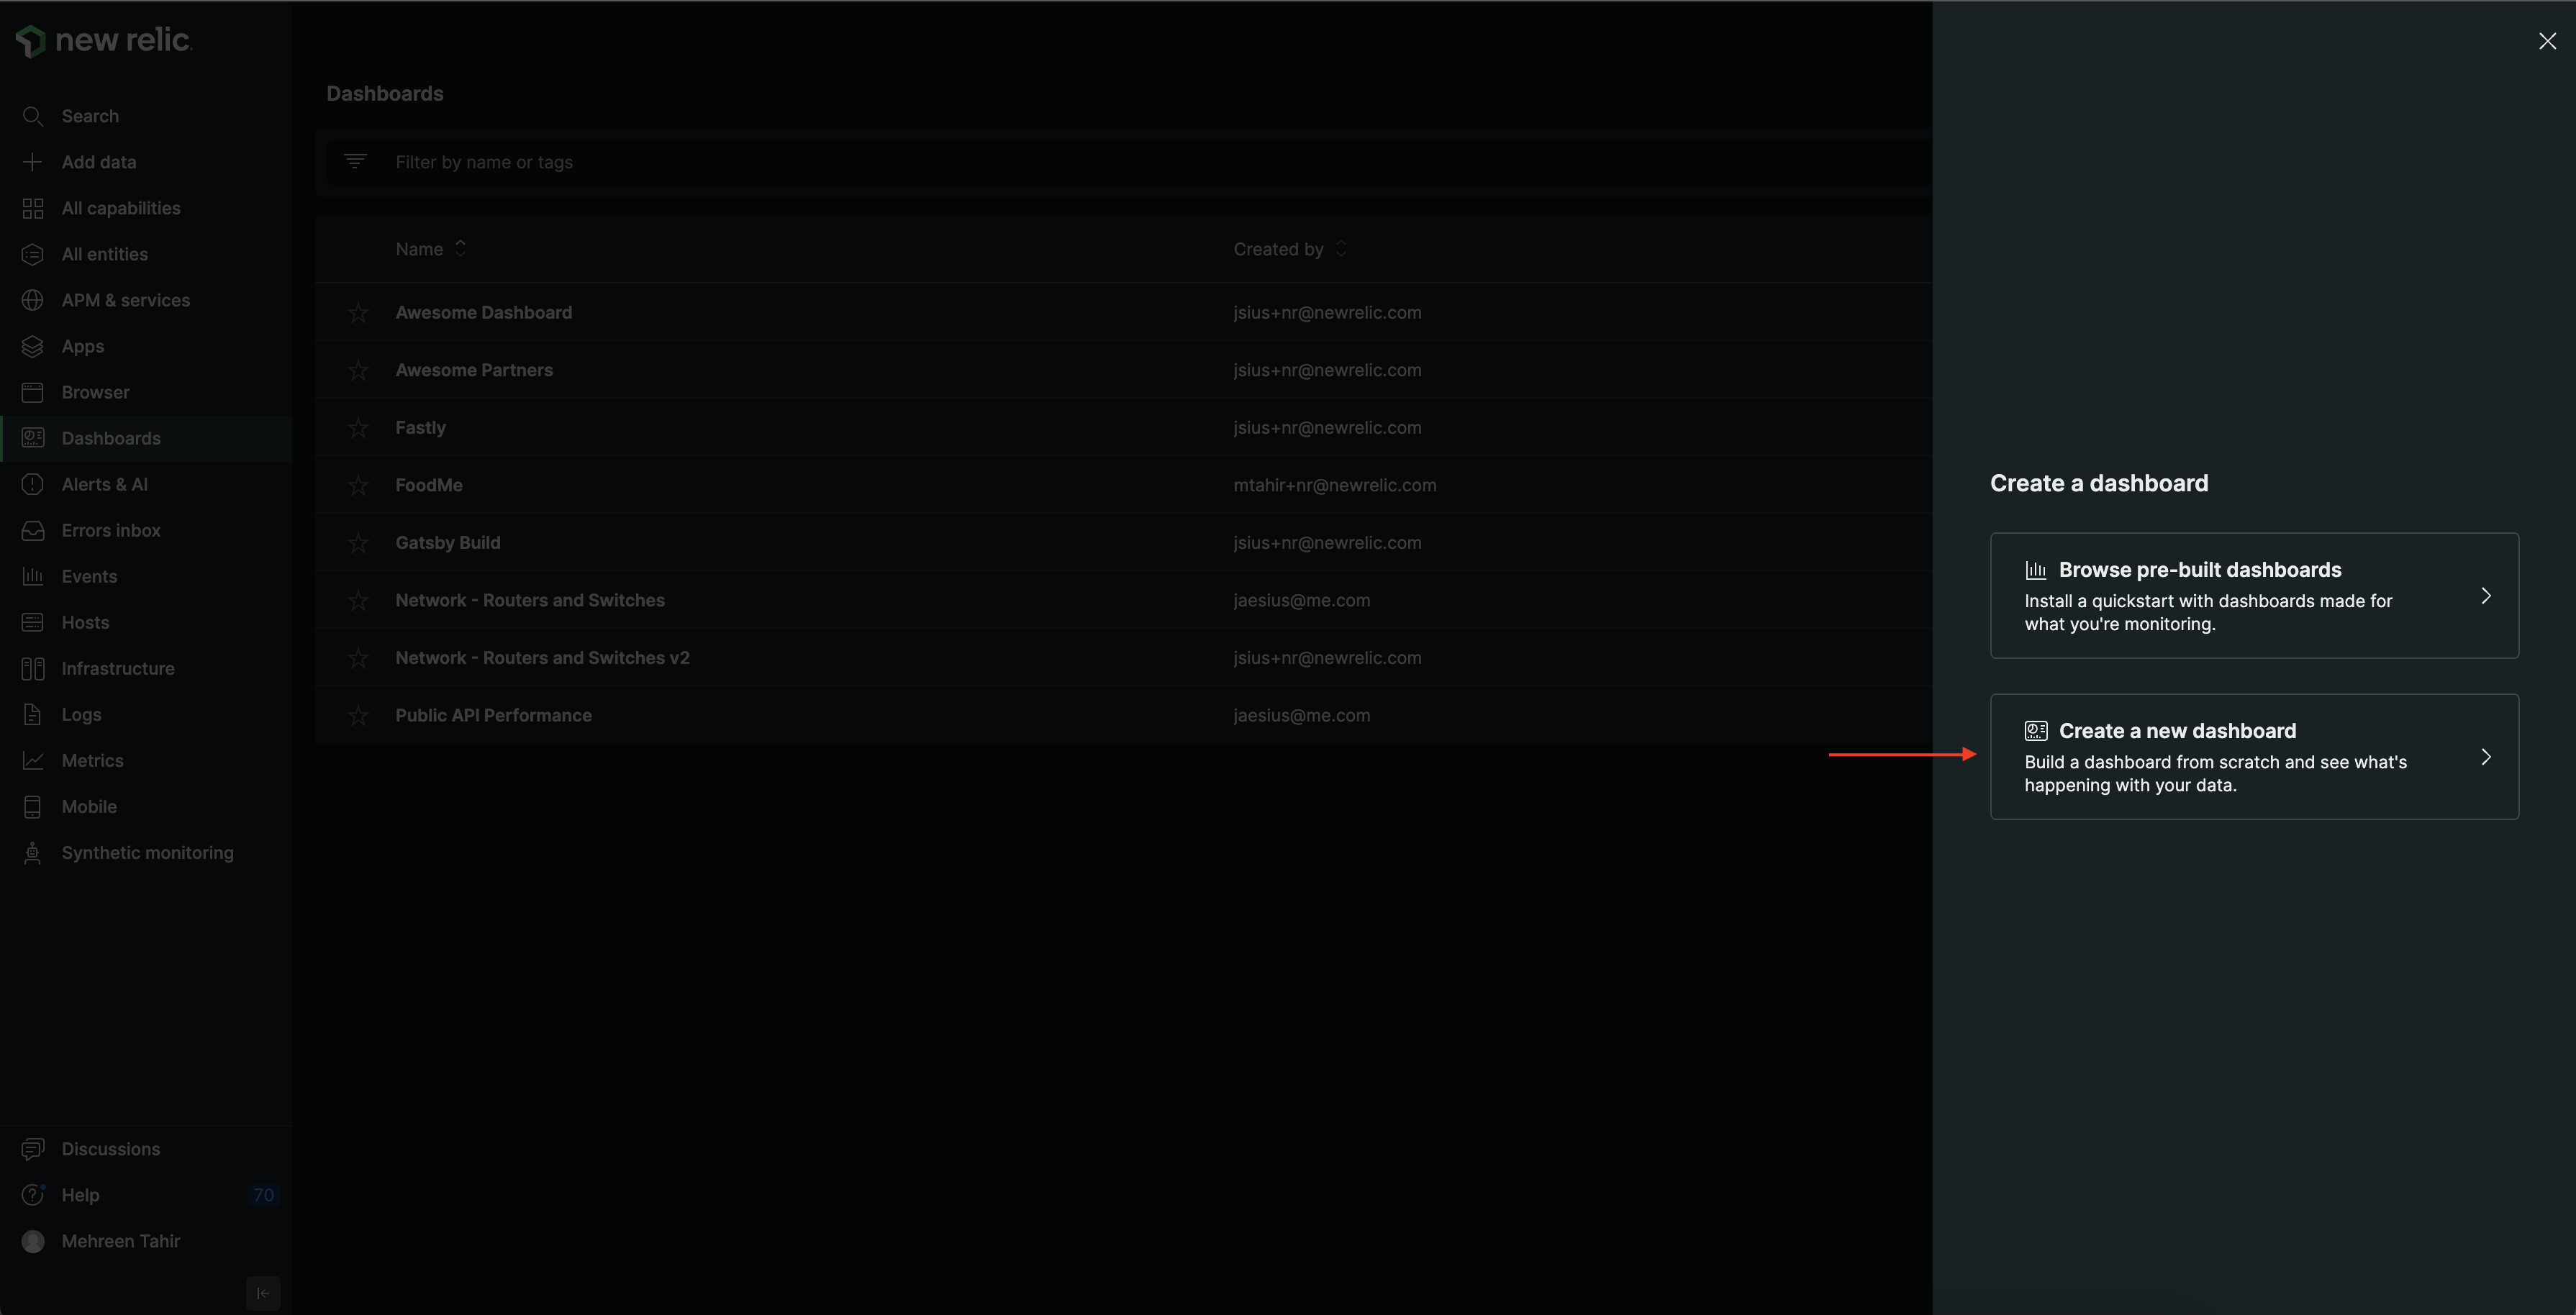 new relic.
Search
Add data
All capabilities
All entities
APM & services
Apps
Browser
Dashboards
Alerts & AI
Errors inbox
Events
Hosts
Infrastructure
Logs
Metrics
Mobile
Synthetic monitoring
Discussions
Help 70
Mehreen Tahir
Dashboards
Filter by name or tags
Name Created by
Awesome Dashboard jsius+nr@newrelic.com
Awesome Partners jsius+nr@newrelic.com
Fastly jsius+nr@newrelic.com
FoodMe mtahir+nr@newrelic.com
Gatsby Build jsius+nr@newrelic.com
Network - Routers and Switches jaesius@me.com
Network - Routers and Switches v2 jsius+nr@newrelic.com
Public API Performance jaesius@me.com
Create a dashboard
Browse pre-built dashboards
Install a quickstart with dashboards made for
what you're monitoring.
Create a new dashboard
Build a dashboard from scratch and see what's
happening with your data.